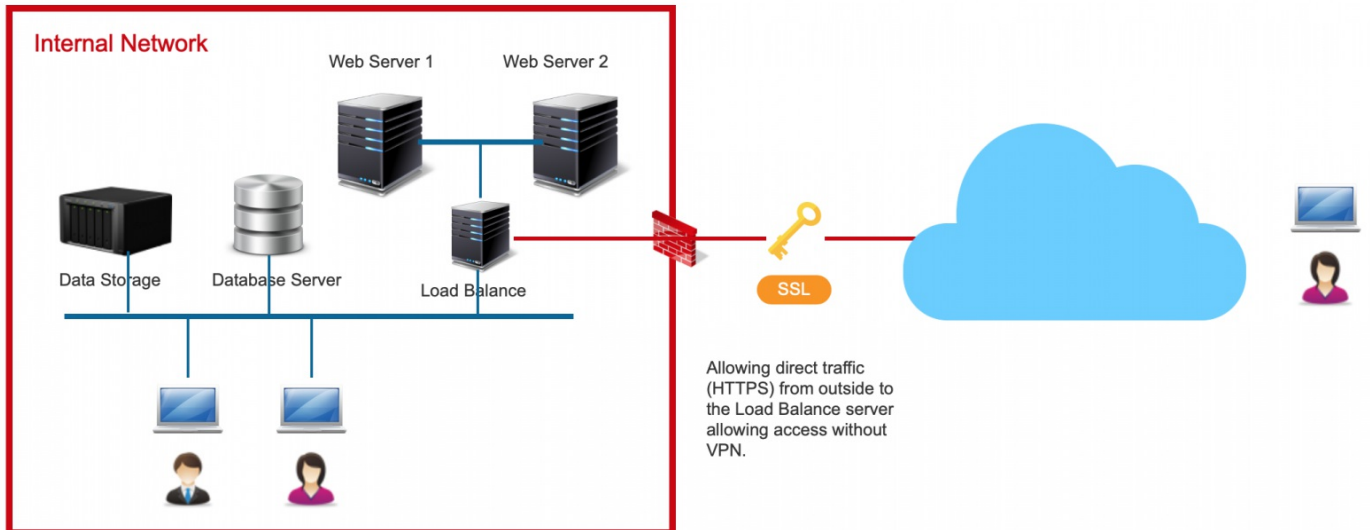 Internal Network
Web Server 1
Web Server 2
Data Storage
Database Server
Load Balance
SSL
Allowing direct traffic
(HTTPS) from outside to
the Load Balance server
allowing access without
VPN.